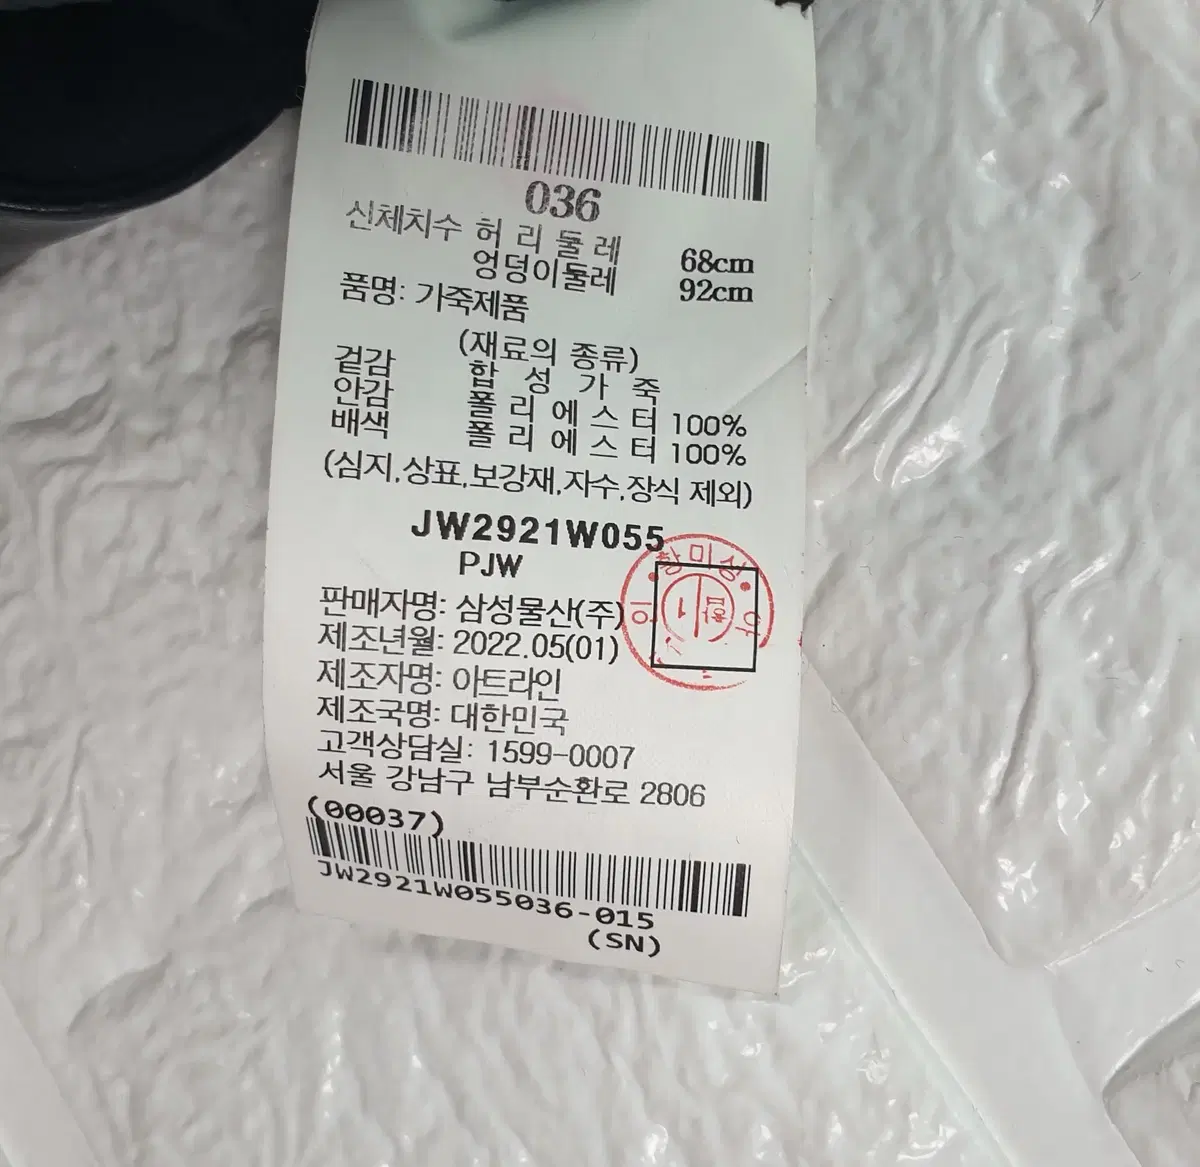 036
신체치수 허리둘레 68cm
엉덩이둘레 92cm
품명: 가죽제품
(재료의 종류)
겉감 합성가죽
안감 폴리에스터 100%
배색 폴리에스터 100%
(심지,상표,보강재,자수,장식 제외)
JW2921W055
PJW
판매자명: 삼성물산(주)
제조년월: 2022.05(01)
제조자명: 아트라인
제조국명: 대한민국
고객상담실: 1599-0007
서울 강남구 남부순환로 2806
(00037)
JW2921W055036-015
(SN)